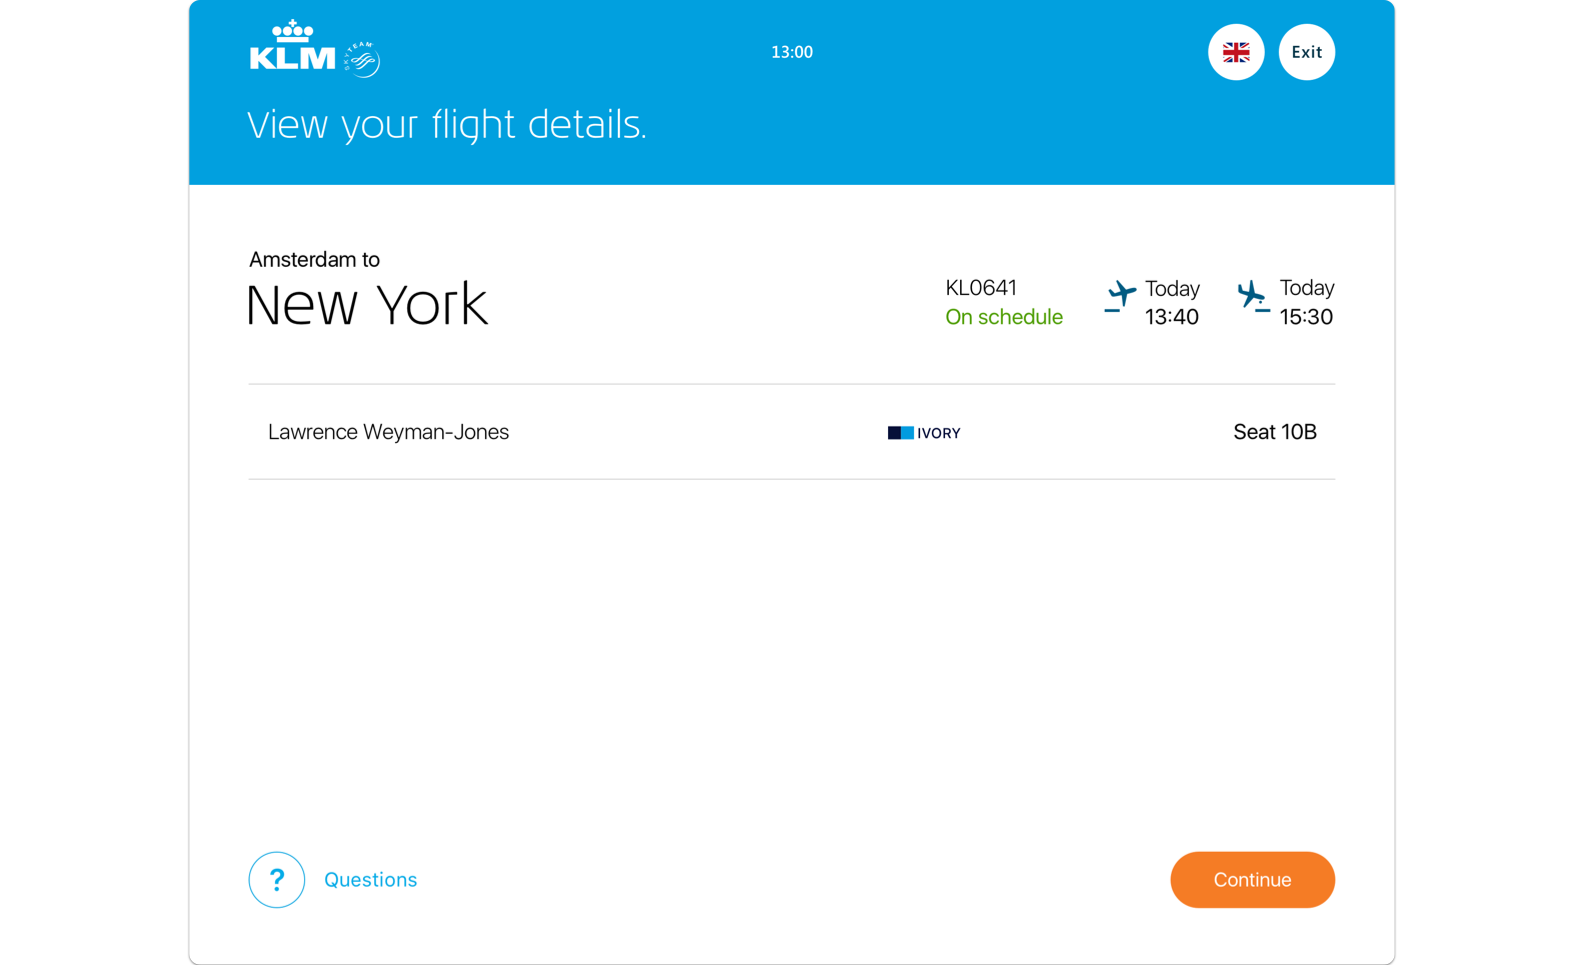 KLM
SKYTEAM
13:00
Exit
View your flight details.
Amsterdam to
New York
KL0641
On schedule
Today
13:40
Today
15:30
Lawrence Weyman-Jones
IVORY
Seat 10B
?
Questions
Continue